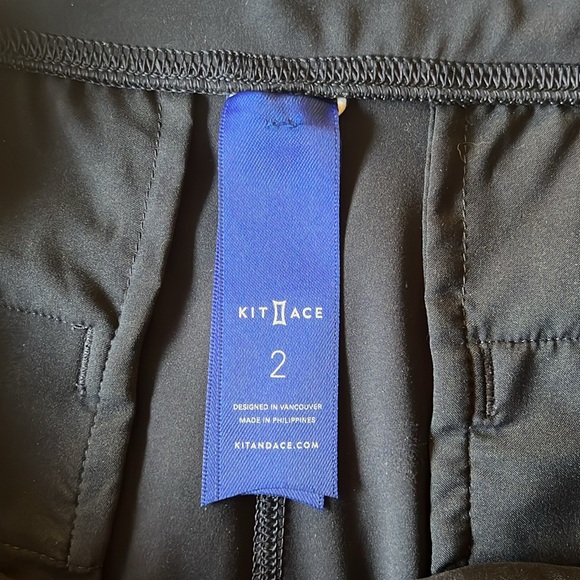 KIT ACE
2
DESIGNED IN VANCOUVER
MADE IN PHILIPPINES
KITANDACE.COM